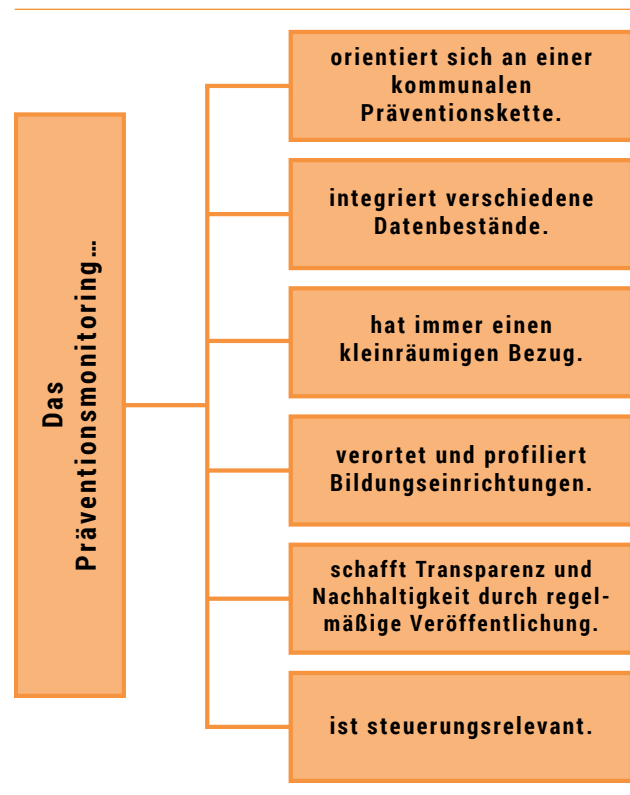 Das
Präventionsmonitoring…
orientiert sich an einer
kommunalen
Präventionskette.
integriert verschiedene
Datenbestände.
hat immer einen
kleinräumigen Bezug.
verortet und profiliert
Bildungseinrichtungen.
schafft Transparenz und
Nachhaltigkeit durch regel-
mäßige Veröffentlichung.
ist steuerungsrelevant.